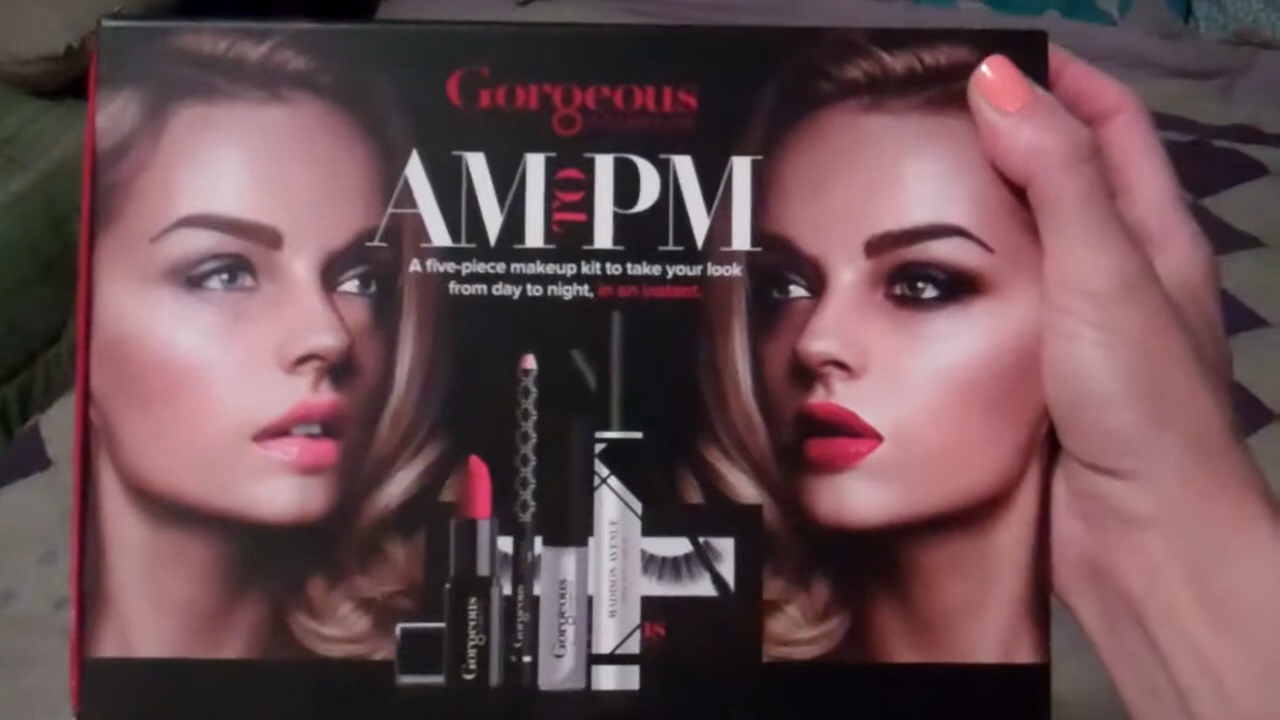 Gorgeous
AM TO PM
A five-piece makeup kit to take your look
from day to night, in an instant.
Gorgeous
Gorgeous
Gorgeous
MADISON AVENUE